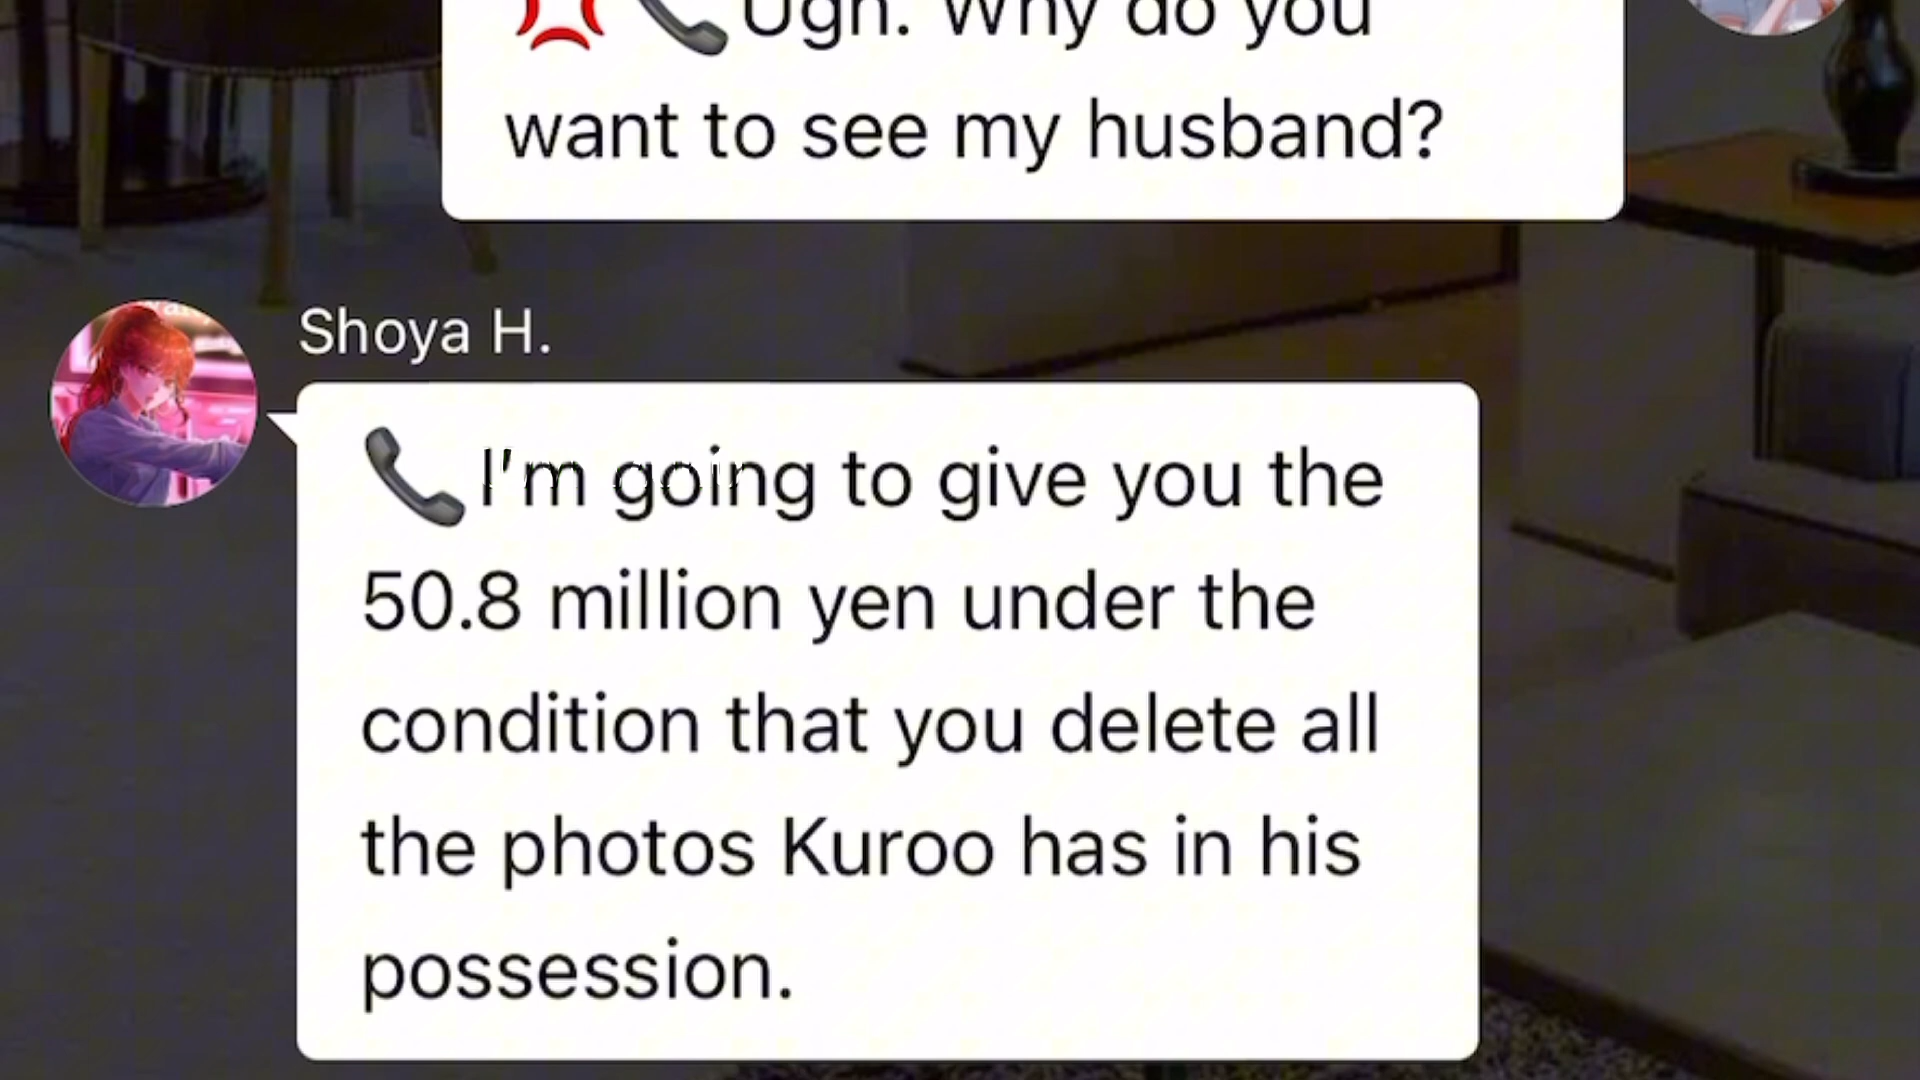 💢📞Ugh. Why do you
want to see my husband?
Shoya H.
📞I'm going to give you the
50.8 million yen under the
condition that you delete all
the photos Kuroo has in his
possession.